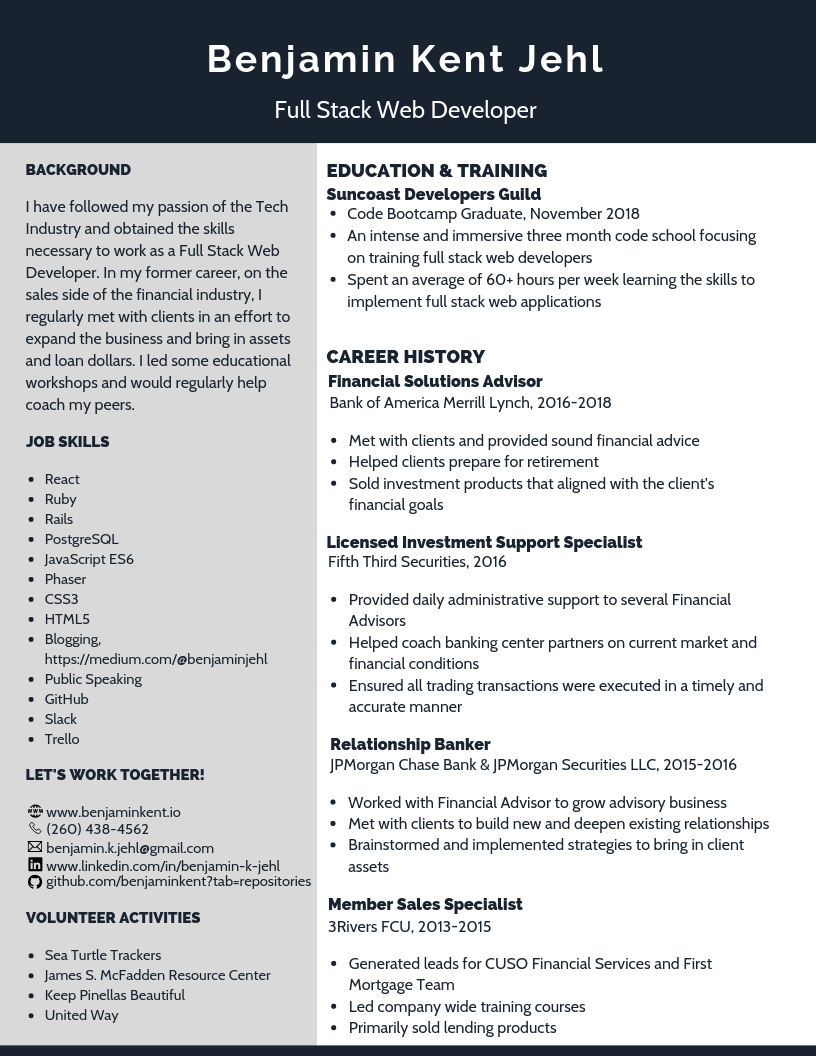 Benjamin Kent Jehl
Full Stack Web Developer
BACKGROUND
I have followed my passion of the Tech
Industry and obtained the skills
necessary to work as a Full Stack Web
Developer. In my former career, on the
sales side of the financial industry, I
regularly met with clients in an effort to
expand the business and bring in assets
and loan dollars. I led some educational
workshops and would regularly help
coach my peers.
JOB SKILLS
• React
• Ruby
• Rails
• PostgreSQL
• JavaScript ES6
• Phaser
• CSS3
• HTML5
• Blogging,
https://medium.com/@benjaminjehl
• Public Speaking
• GitHub
• Slack
• Trello
LET'S WORK TOGETHER!
www.benjaminkent.io
(260) 438-4562
benjamin.k.jehl@gmail.com
www.linkedin.com/in/benjamin-k-jehl
github.com/benjaminkent?tab=repositories
VOLUNTEER ACTIVITIES
• Sea Turtle Trackers
• James S. McFadden Resource Center
• Keep Pinellas Beautiful
• United Way
EDUCATION & TRAINING
Suncoast Developers Guild
• Code Bootcamp Graduate, November 2018
• An intense and immersive three month code school focusing
on training full stack web developers
• Spent an average of 60+ hours per week learning the skills to
implement full stack web applications
CAREER HISTORY
Financial Solutions Advisor
Bank of America Merrill Lynch, 2016-2018
• Met with clients and provided sound financial advice
• Helped clients prepare for retirement
• Sold investment products that aligned with the client's
financial goals
Licensed Investment Support Specialist
Fifth Third Securities, 2016
• Provided daily administrative support to several Financial
Advisors
• Helped coach banking center partners on current market and
financial conditions
• Ensured all trading transactions were executed in a timely and
accurate manner
Relationship Banker
JPMorgan Chase Bank & JPMorgan Securities LLC, 2015-2016
• Worked with Financial Advisor to grow advisory business
• Met with clients to build new and deepen existing relationships
• Brainstormed and implemented strategies to bring in client
assets
Member Sales Specialist
3Rivers FCU, 2013-2015
• Generated leads for CUSO Financial Services and First
Mortgage Team
• Led company wide training courses
• Primarily sold lending products